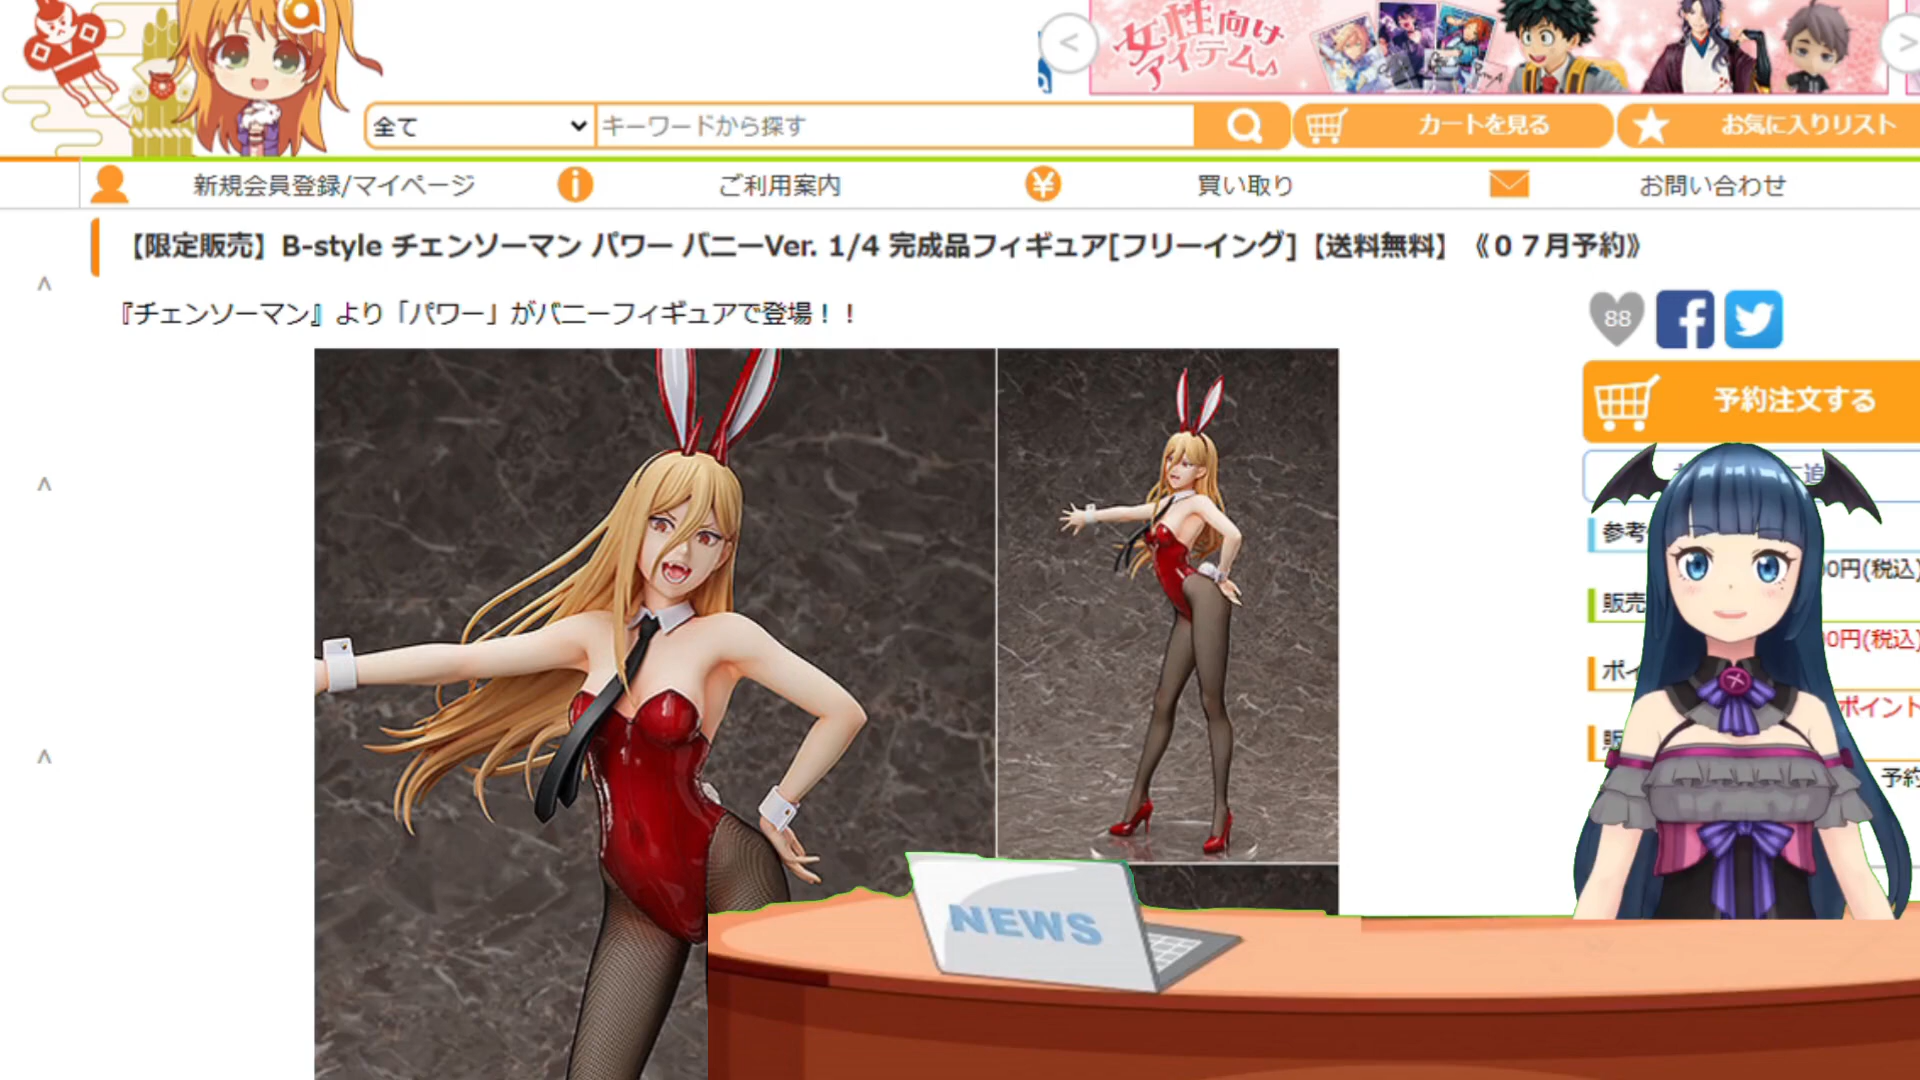 女性向け
アイテム♪
全て
キーワードから探す
カートを見る
お気に入りリスト
新規会員登録/マイページ
ご利用案内
買い取り
お問い合わせ
【限定販売】B-style チェンソーマン パワー バニーVer. 1/4 完成品フィギュア[フリーイング]【送料無料】《０７月予約》
『チェンソーマン』より「パワー」がバニーフィギュアで登場！！
88
予約注文する
に追
参考
0円(税込)
販売
0円(税込)
ポイ
ポイント
販
予約
NEWS